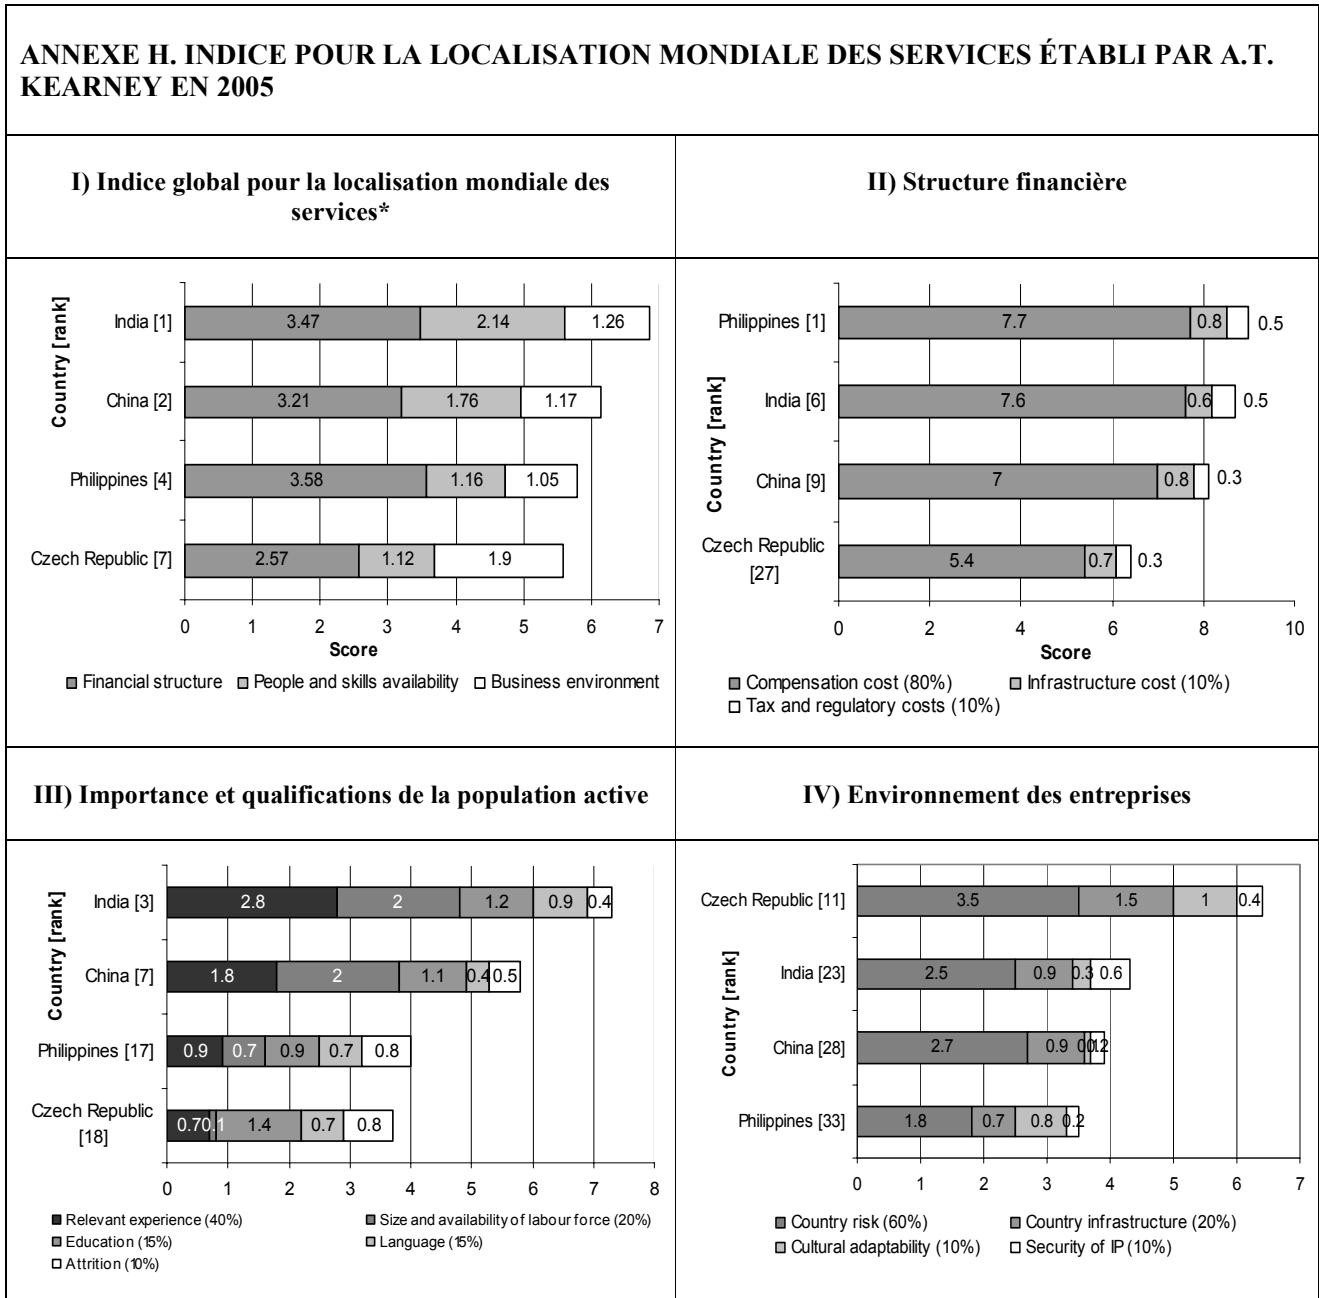 ANNEXE H. INDICE POUR LA LOCALISATION MONDIALE DES SERVICES ÉTABLI PAR A.T.
KEARNEY EN 2005
I) Indice global pour la localisation mondiale des
services*
II) Structure financière
Country [rank]
India [1]
3.47
2.14
1.26
China [2]
3.21
1.76
1.17
Philippines [4]
3.58
1.16
1.05
Czech Republic [7]
2.57
1.12
1.9
0 1 2 3 4 5 6 7
Score
Financial structure
People and skills availability
Business environment
Country [rank]
Philippines [1]
7.7
0.8
0.5
India [6]
7.6
0.6
0.5
China [9]
7
0.8
0.3
Czech Republic
[27]
5.4
0.7
0.3
0 2 4 6 8 10
Score
Compensation cost (80%)
Infrastructure cost (10%)
Tax and regulatory costs (10%)
III) Importance et qualifications de la population active
IV) Environnement des entreprises
Country [rank]
India [3]
2.8
2
1.2
0.9
0.4
China [7]
1.8
2
1.1
0.4
0.5
Philippines [17]
0.9
0.7
0.9
0.7
0.8
Czech Republic
[18]
0.7
0.1
1.4
0.7
0.8
0 1 2 3 4 5 6 7 8
Relevant experience (40%)
Size and availability of labour force (20%)
Education (15%)
Language (15%)
Attrition (10%)
Country [rank]
Czech Republic [11]
3.5
1.5
1
0.4
India [23]
2.5
0.9
0.3
0.6
China [28]
2.7
0.9
Philippines [33]
1.8
0.7
0.8
0.2
0 1 2 3 4 5 6 7
Country risk (60%)
Country infrastructure (20%)
Cultural adaptability (10%)
Security of IP (10%)